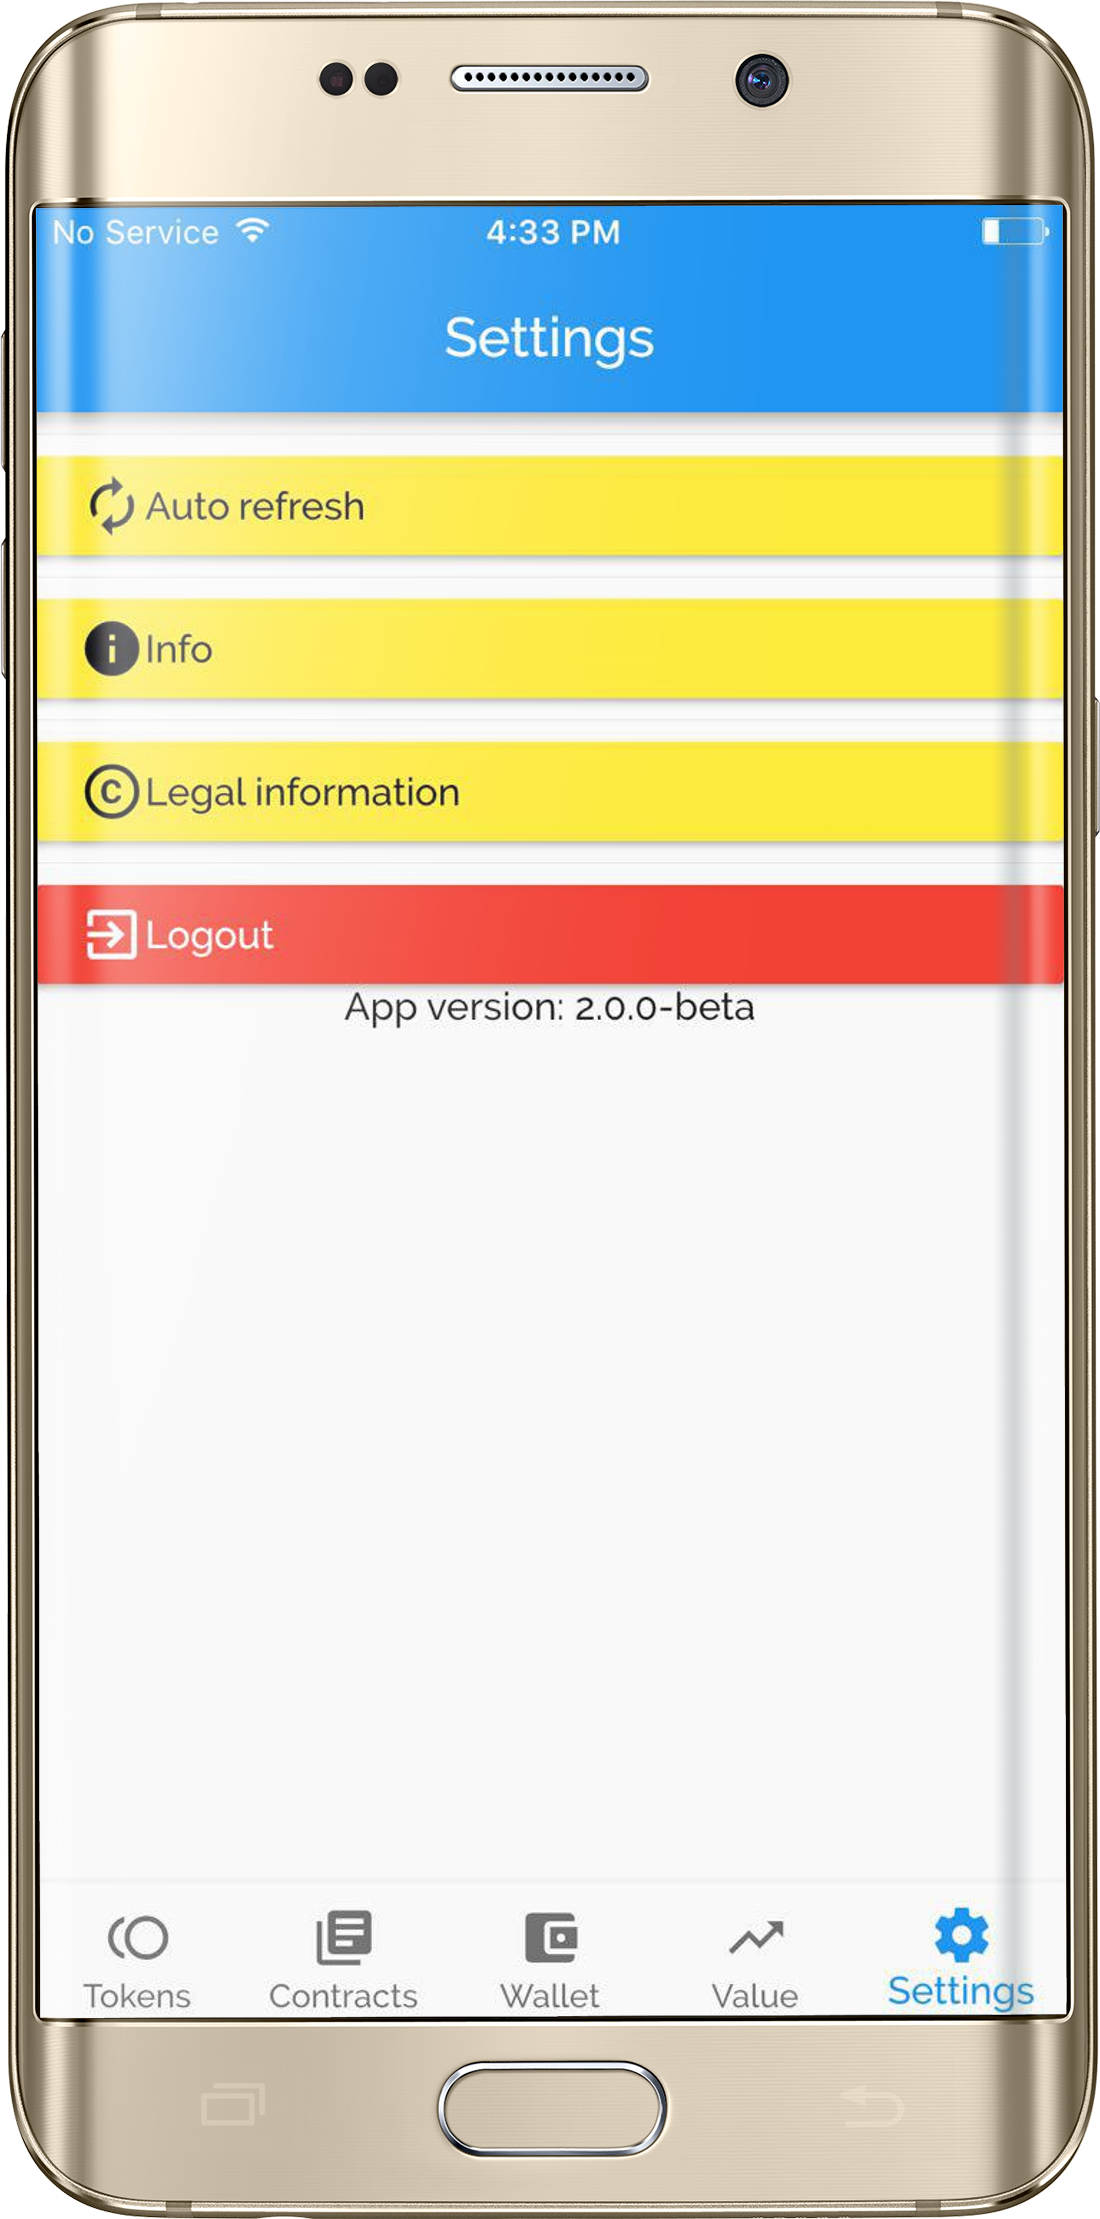 No Service 4:33 PM
Settings
Auto refresh
Info
Legal information
Logout
App version: 2.0.0-beta
Tokens Contracts Wallet Value Settings